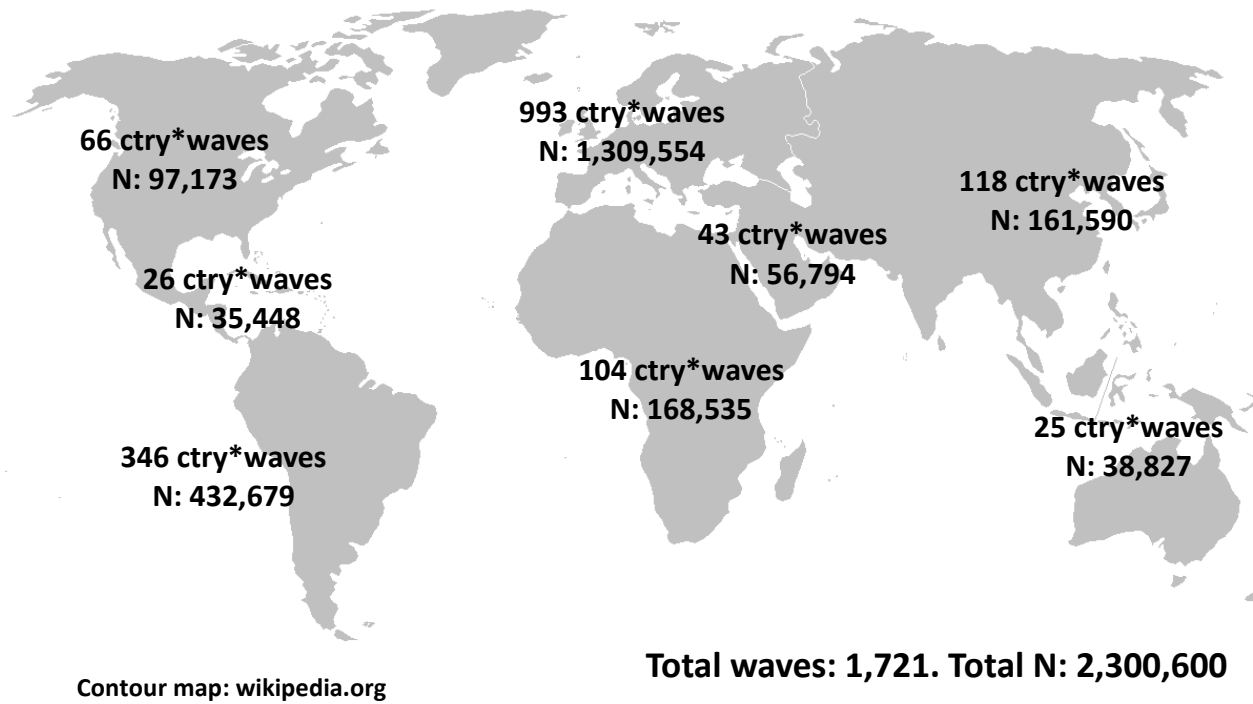 993 ctry*waves
N: 1,309,554
66 ctry*waves
N: 97,173
118 ctry*waves
N: 161,590
43 ctry*waves
N: 56,794
26 ctry*waves
N: 35,448
104 ctry*waves
N: 168,535
25 ctry*waves
N: 38,827
346 ctry*waves
N: 432,679
Total waves: 1,721. Total N: 2,300,600
Contour map: wikipedia.org